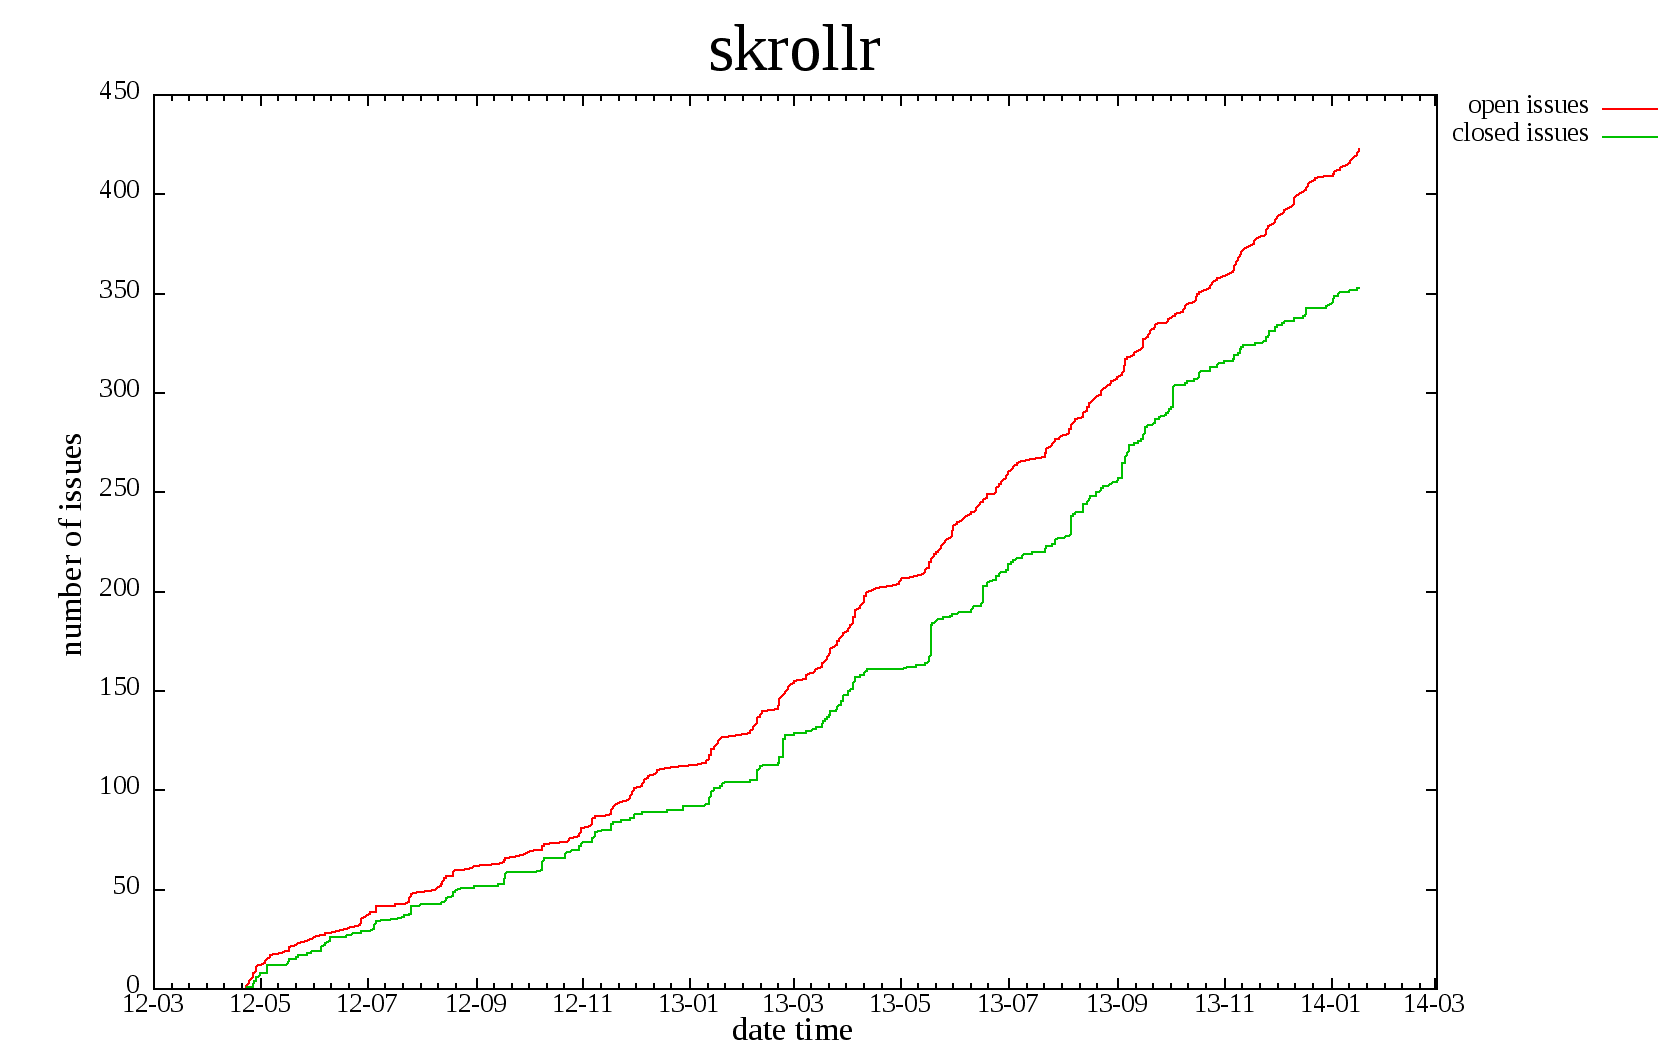 skrollr
450
400
350
300
250
200
150
100
50
0
number of issues
12-03 12-05 12-07 12-09 12-11 13-01 13-03 13-05 13-07 13-09 13-11 14-01 14-03
date time
open issues
closed issues